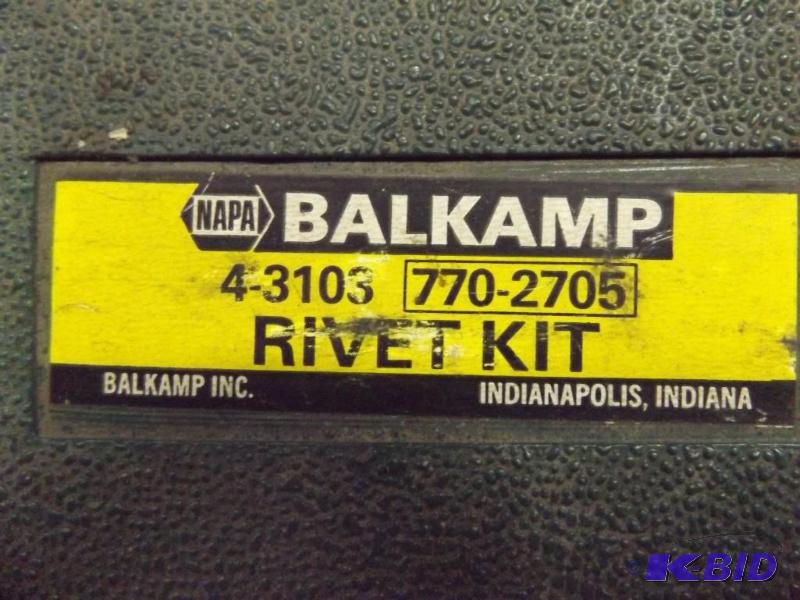 NAPA BALKAMP
4-3103 770-2705
RIVET KIT
BALKAMP INC. INDIANAPOLIS, INDIANA
K-BID